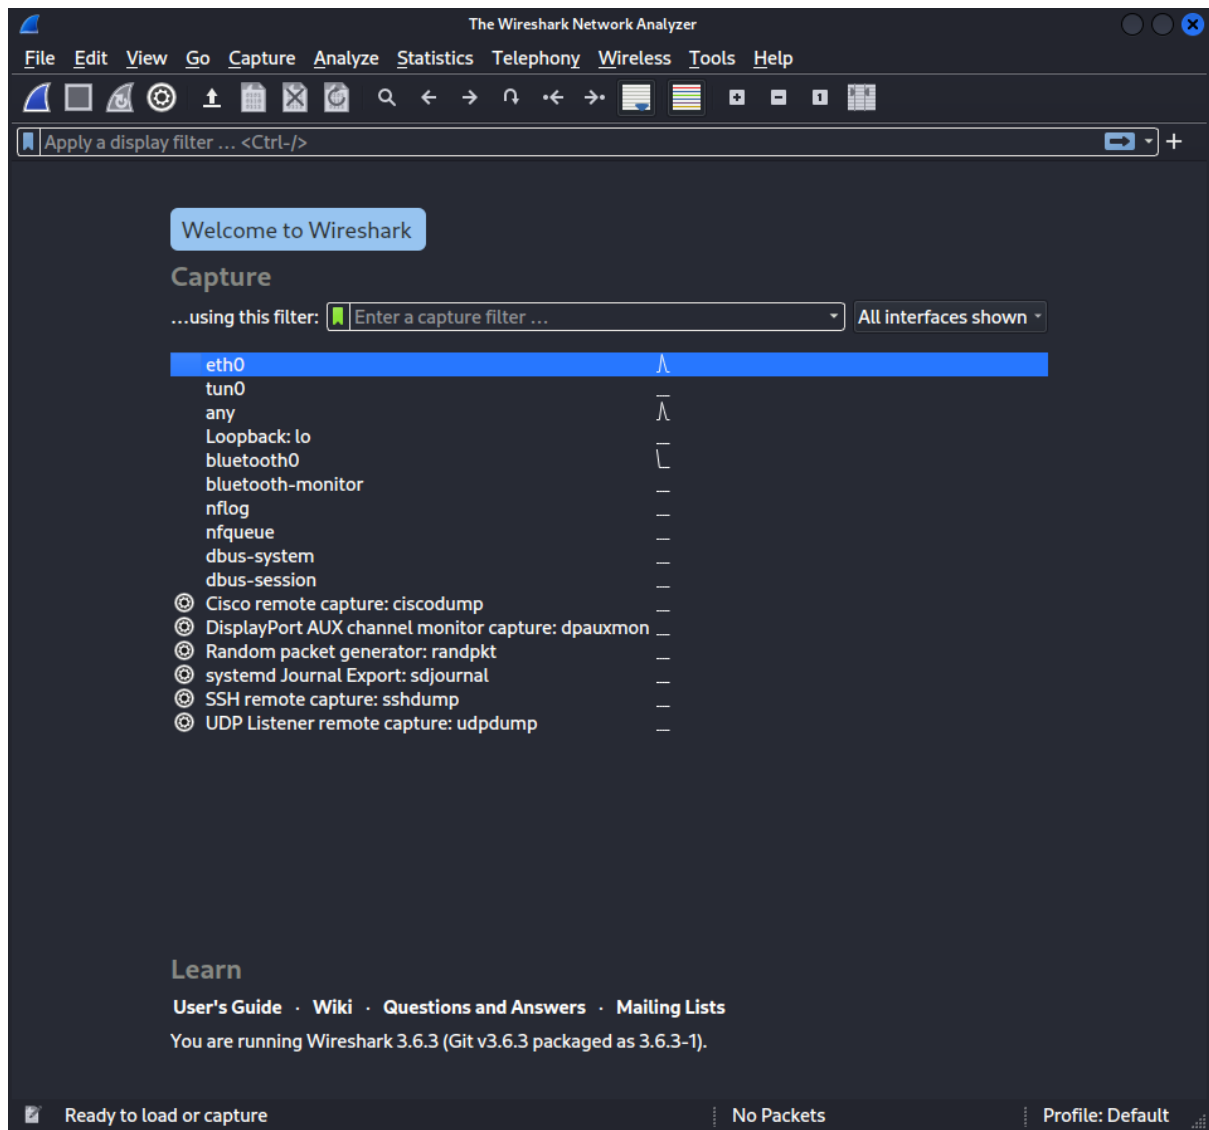 The Wireshark Network Analyzer
File Edit View Go Capture Analyze Statistics Telephony Wireless Tools Help
Apply a display filter … <Ctrl-/>
Welcome to Wireshark
Capture
…using this filter: Enter a capture filter … All interfaces shown
eth0
tun0
any
Loopback: lo
bluetooth0
bluetooth-monitor
nflog
nfqueue
dbus-system
dbus-session
Cisco remote capture: ciscodump
DisplayPort AUX channel monitor capture: dpauxmon
Random packet generator: randpkt
systemd Journal Export: sdjournal
SSH remote capture: sshdump
UDP Listener remote capture: udpdump
Learn
User's Guide · Wiki · Questions and Answers · Mailing Lists
You are running Wireshark 3.6.3 (Git v3.6.3 packaged as 3.6.3-1).
Ready to load or capture No Packets Profile: Default